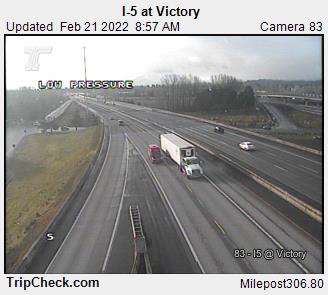 I-5 at Victory
Updated Feb 21 2022 8:57 AM Camera 83
TR
LOW PRESSURE
S
83 - I5 @ Victory
TripCheck.com Milepost306.80